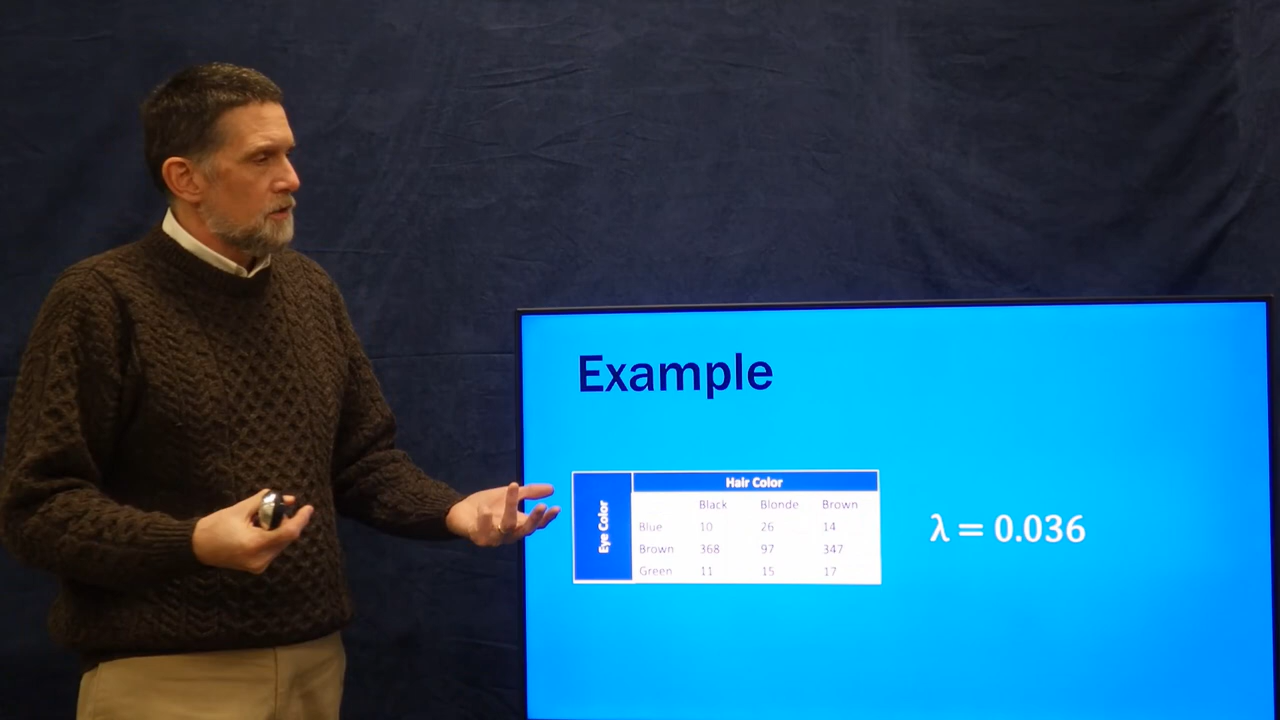 Example
Hair Color
Eye Color
Black Blonde Brown
Blue 10 26 14
Brown 368 97 347
Green 11 15 17
λ = 0.036